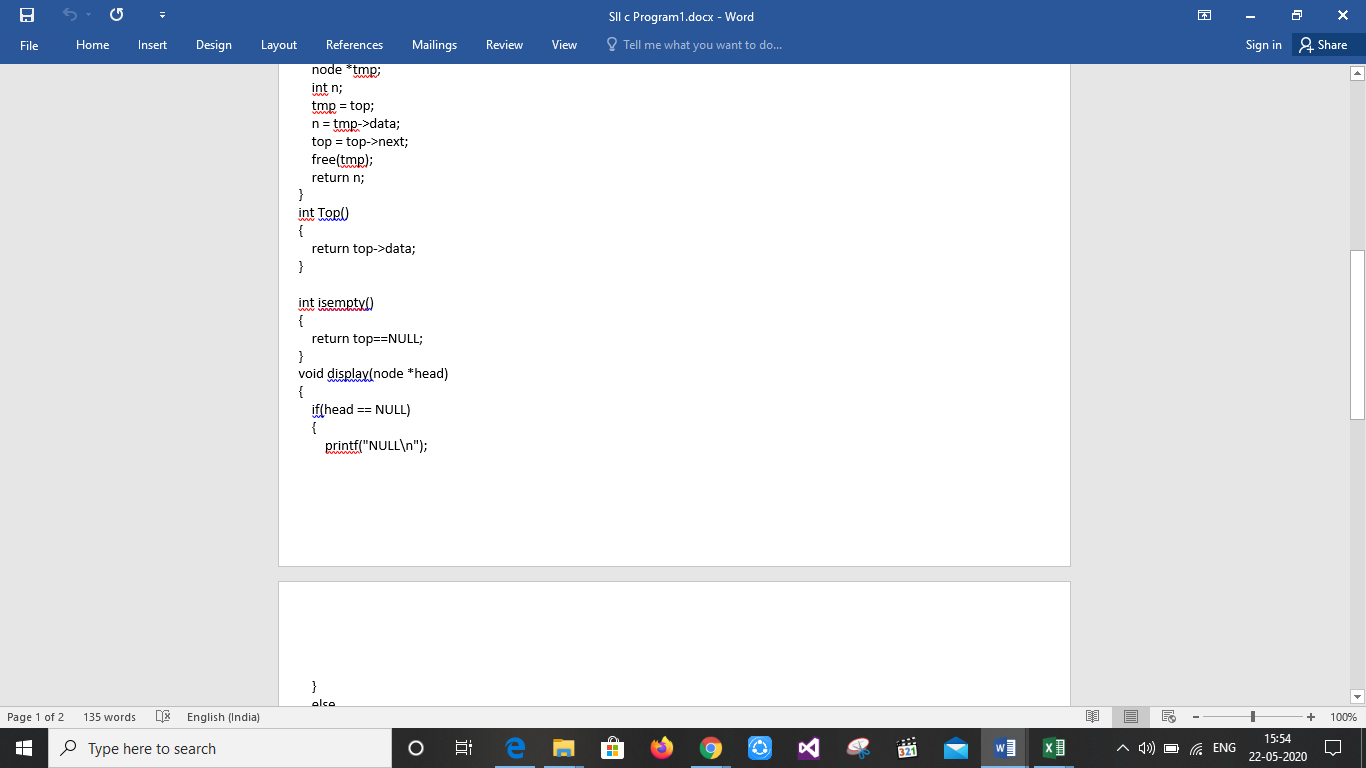 Sll c Program1.docx - Word
File Home Insert Design Layout References Mailings Review View Tell me what you want to do... Sign in Share
node *tmp;
int n;
tmp = top;
n = tmp->data;
top = top->next;
free(tmp);
return n;
}
int Top()
{
return top->data;
}
int isempty()
{
return top==NULL;
}
void display(node *head)
{
if(head == NULL)
{
printf("NULL\n");
}
else
Page 1 of 2 135 words English (India) 100%
Type here to search ENG 15:54
22-05-2020